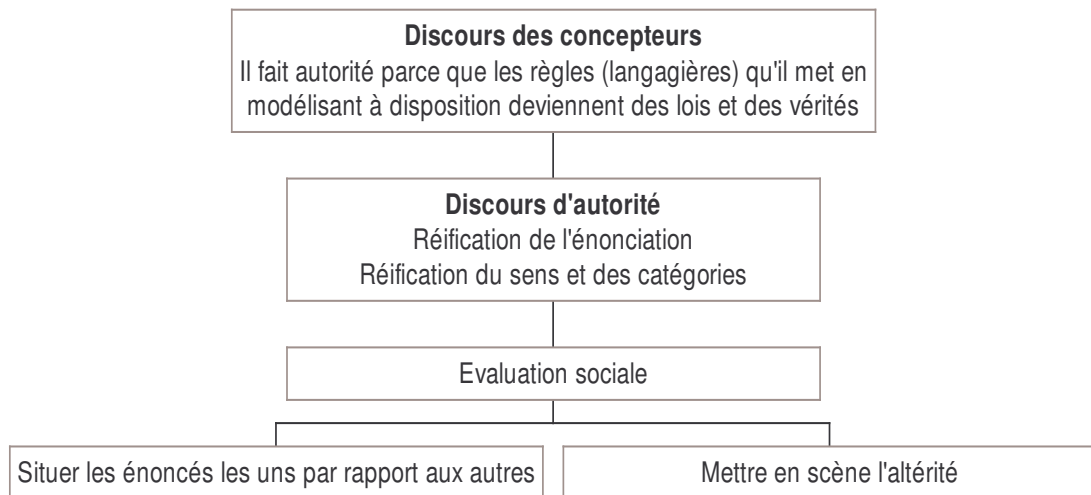 Discours des concepteurs
Il fait autorité parce que les règles (langagières) qu'il met en
modélisant à disposition deviennent des lois et des vérités
Discours d'autorité
Réification de l'énonciation
Réification du sens et des catégories
Evaluation sociale
Situer les énoncés les uns par rapport aux autres
Mettre en scène l'altérité